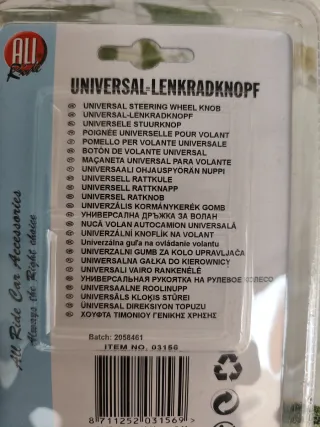 ALL
UNIVERSAL-LENKRADKNOPF
UNIVERSAL STEERING WHEEL KNOB
UNIVERSAL-LENKRADKNOPF
UNIVERSELE STUURKNOP
POIGNÉE UNIVERSELLE POUR VOLANT
POMELLO PER VOLANTE UNIVERSALE
BOTÓN DE VOLANTE UNIVERSAL
MAÇANETA UNIVERSAL PARA VOLANTE
UNIVERSAALI OHJAUSPYÖRÄN NUPPI
UNIVERSELL RATTKULE
UNIVERSELL RATTKNAPP
UNIVERSEL RATKNOB
UNIVERZÁLIS KORMÁNYKERÉK GOMB
УНИВЕРСАЛНА ДРЪЖКА ЗА ВОЛАН
NUCĂ VOLAN AUTOCAMION UNIVERSALĂ
UNIVERZÁLNÍ KNOFLÍK NA VOLANT
Univerzálna guľa na ovládanie volantu
UNIVERZALNI GUMB ZA KOLO UPRAVLJAČA
UNIWERSALNA GAŁKA DO KIEROWNICY
UNIVERSALI VAIRO RANKENĖLĖ
УНИВЕРСАЛЬНАЯ РУКОЯТКА НА РУЛЕВОЕ КОЛЕСО
UNIVERSAALNE ROOLINUPP
UNIVERSĀLS KLOĶIS STŪREI
UNIVERSAL DIREKSIYON TOPUZU
ΧΟΥΦΤΑ ΤΙΜΟΝΙΟΥ ΓΕΝΙΚΗΣ ΧΡΗΣΗΣ
Batch: 2058461
ITEM NO. 03156
8 711252 031569 >
All Ride Car Accessories
Always the Right choice